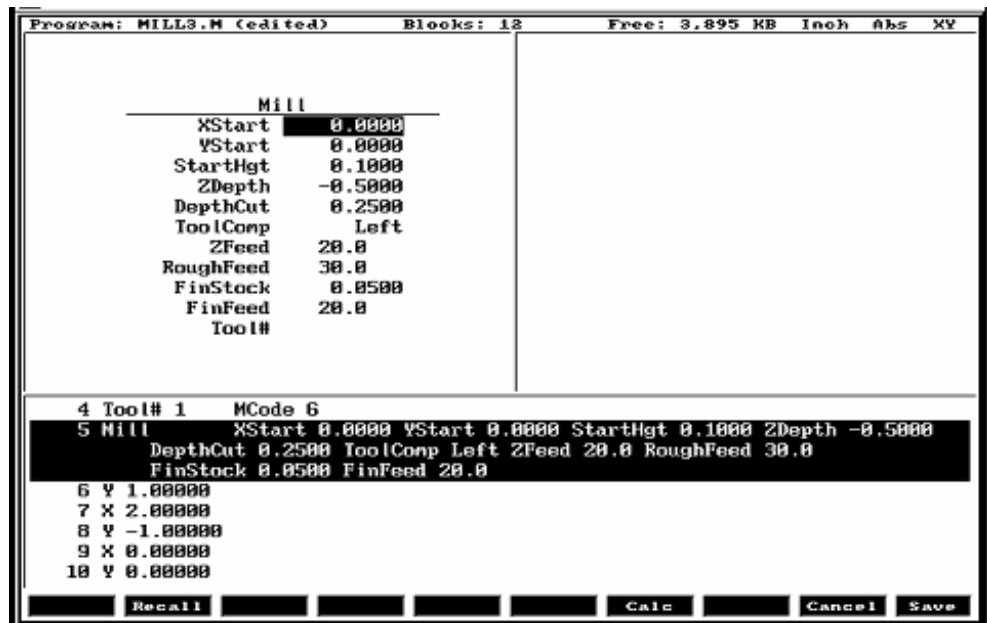 Program: MILL3.M (edited) Blocks: 12 Free: 3,895 KB Inch Abs XY
Mill
XStart 0.0000
YStart 0.0000
StartHgt 0.1000
ZDepth -0.5000
DepthCut 0.2500
ToolComp Left
ZFeed 20.0
RoughFeed 30.0
FinStock 0.0500
FinFeed 20.0
Tool#
4 Tool# 1 MCode 6
5 Mill XStart 0.0000 YStart 0.0000 StartHgt 0.1000 ZDepth -0.5000
DepthCut 0.2500 ToolComp Left ZFeed 20.0 RoughFeed 30.0
FinStock 0.0500 FinFeed 20.0
6 Y 1.00000
7 X 2.00000
8 Y -1.00000
9 X 0.00000
10 Y 0.00000
Recall Calc Cancel Save